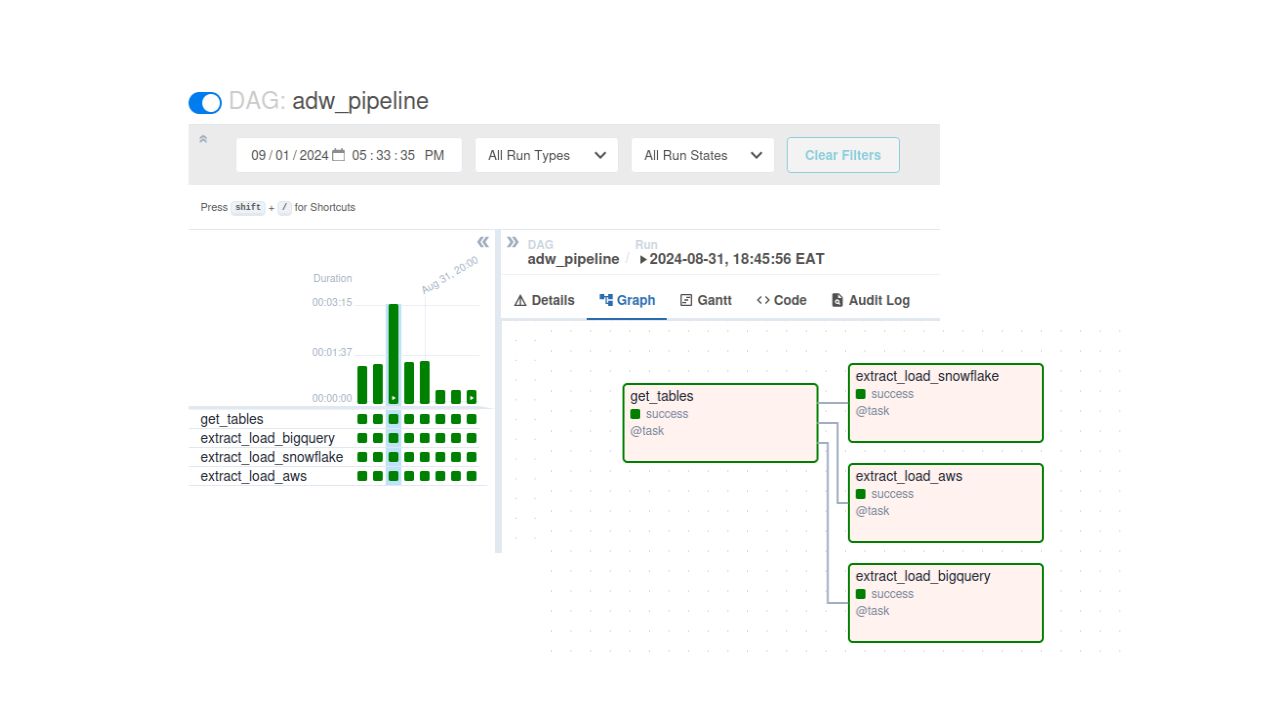 DAG: adw_pipeline
09 / 01 / 2024 05 : 33 : 35 PM
All Run Types
All Run States
Clear Filters
Press shift + / for Shortcuts
DAG
adw_pipeline
/
Run
2024-08-31, 18:45:56 EAT
Details
Graph
Gantt
Code
Audit Log
Duration
Aug 31, 20:00
00:03:15
00:01:37
00:00:00
get_tables
extract_load_bigquery
extract_load_snowflake
extract_load_aws
get_tables
success
@task
extract_load_snowflake
success
@task
extract_load_aws
success
@task
extract_load_bigquery
success
@task